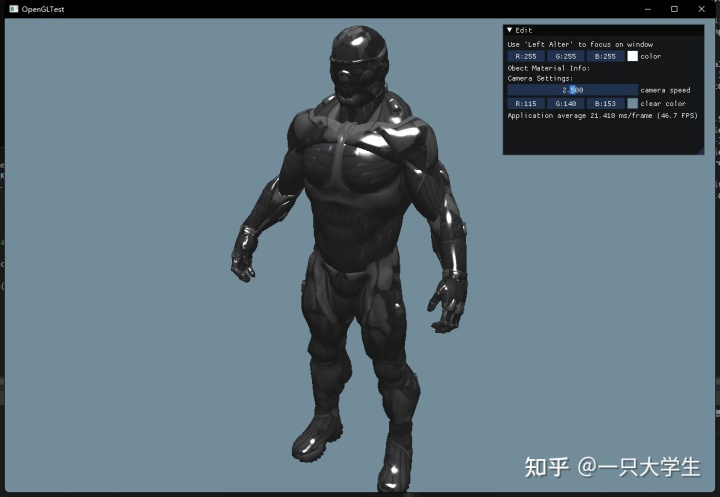 OpenGLTest
Edit
Use 'Left Alter' to focus on window
R:255 G:255 B:255 color
Obect Material Info:
Camera Settings:
2.500 camera speed
R:115 G:140 B:153 clear color
Application average 21.410 ms/frame (46.7 FPS)
知乎 @一只大学生